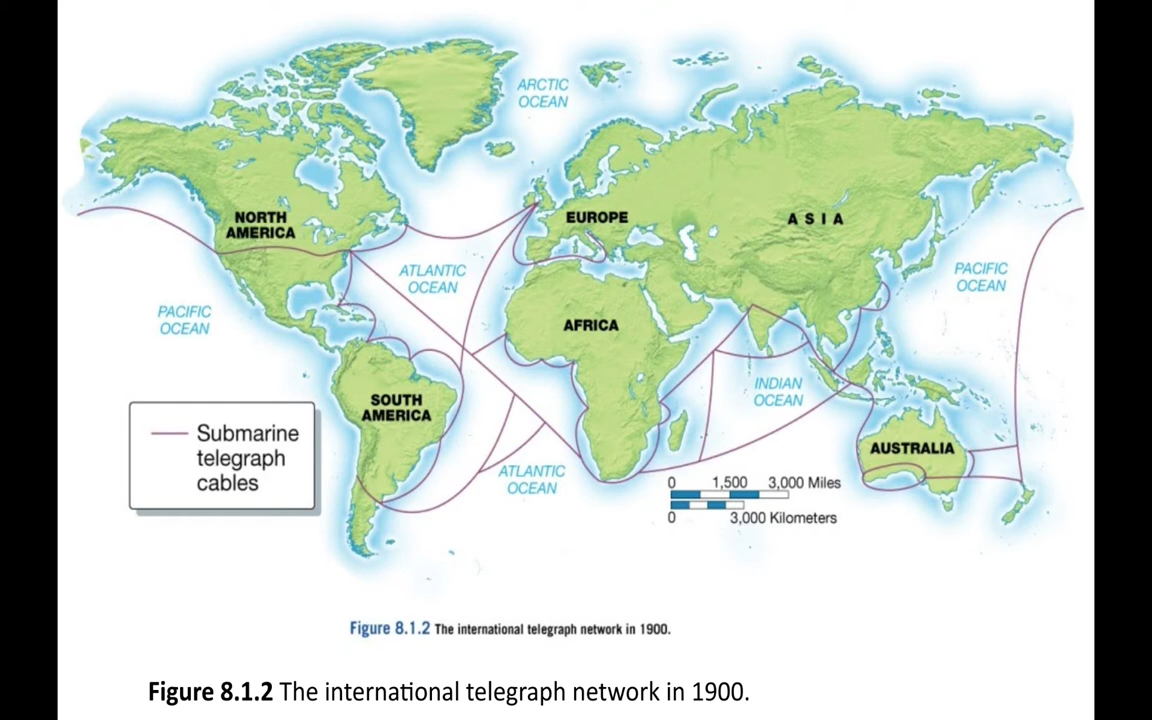 ARCTIC
OCEAN
NORTH
AMERICA
EUROPE
A S I A
ATLANTIC
OCEAN
PACIFIC
OCEAN
PACIFIC
OCEAN
AFRICA
INDIAN
OCEAN
SOUTH
AMERICA
AUSTRALIA
ATLANTIC
OCEAN
Submarine
telegraph
cables
0 1,500 3,000 Miles
0 3,000 Kilometers
Figure 8.1.2 The international telegraph network in 1900.
Figure 8.1.2 The international telegraph network in 1900.